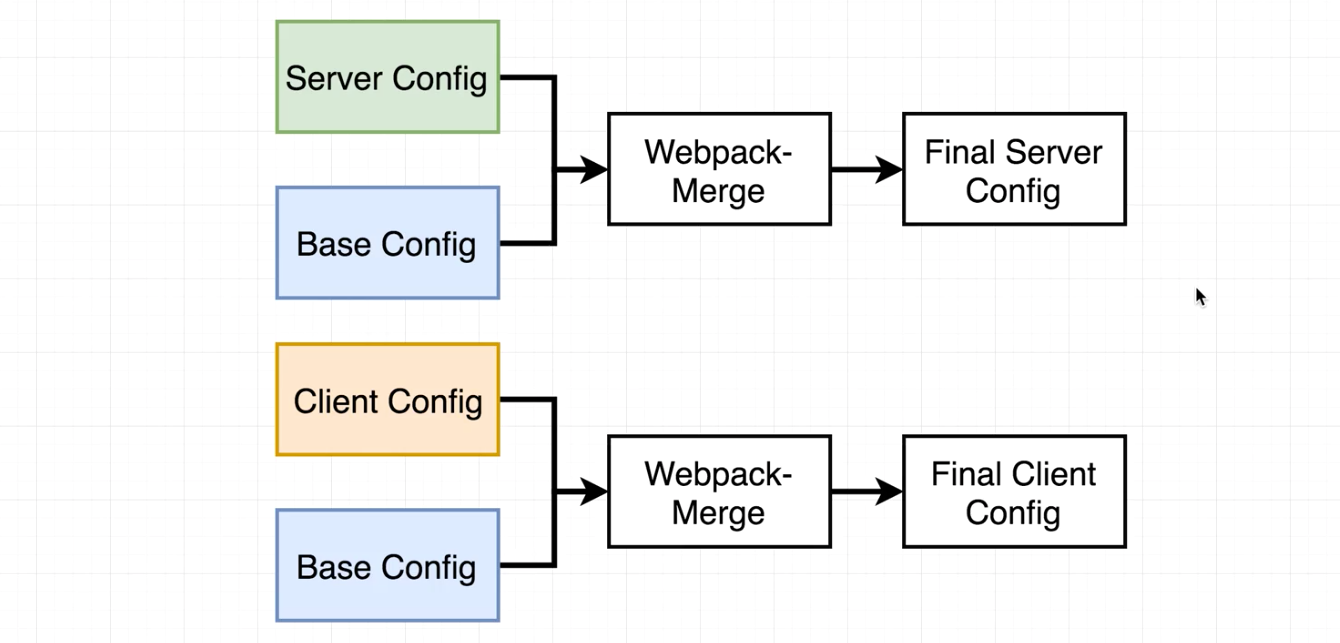 Server Config
Base Config
Webpack-
Merge
Final Server
Config
Client Config
Base Config
Webpack-
Merge
Final Client
Config